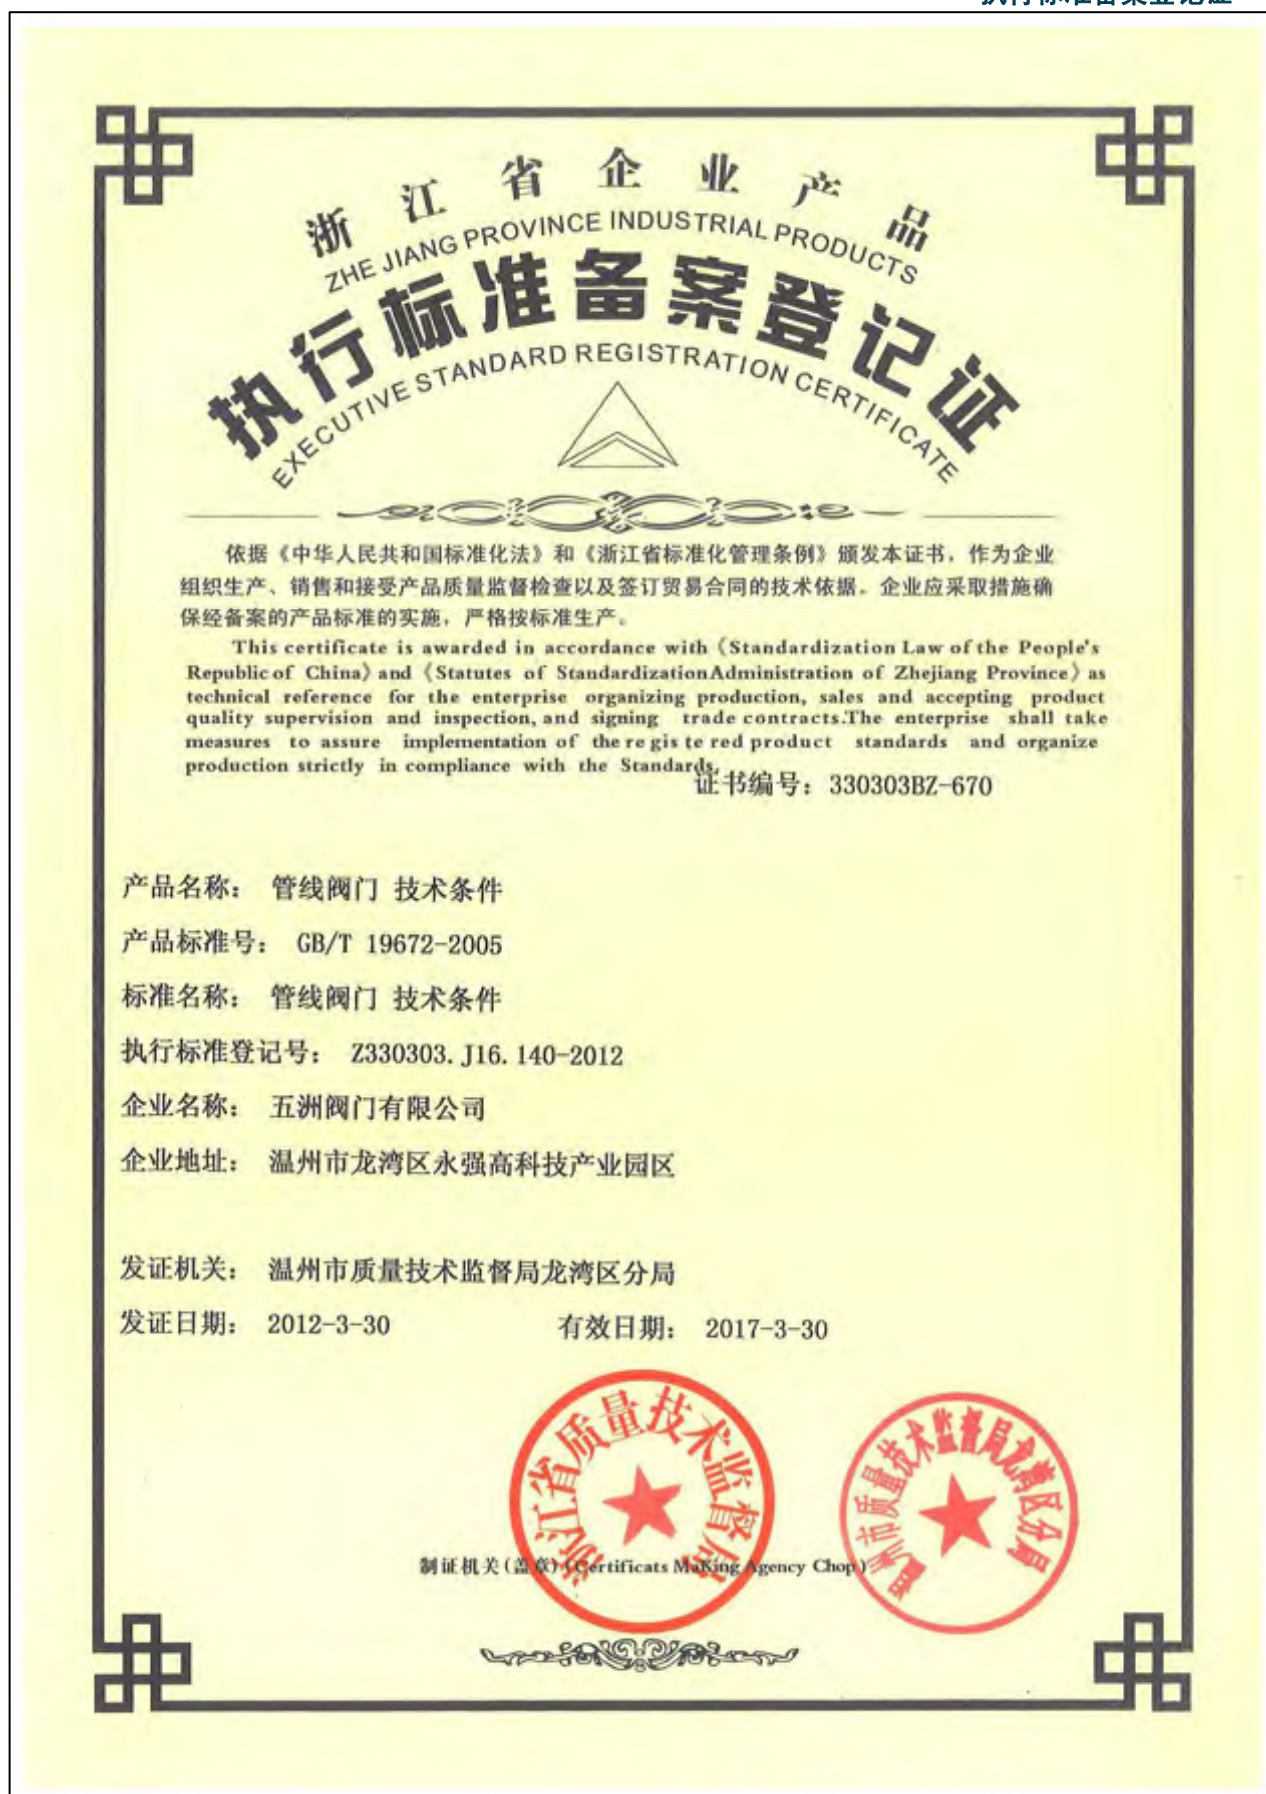 执行标准备案登记证
浙江省企业产品
ZHE JIANG PROVINCE INDUSTRIAL PRODUCTS
执行标准备案登记证
EXECUTIVE STANDARD REGISTRATION CERTIFICATE
依据《中华人民共和国标准化法》和《浙江省标准化管理条例》颁发本证书，作为企业
组织生产、销售和接受产品质量监督检查以及签订贸易合同的技术依据。企业应采取措施确
保经备案的产品标准的实施，严格按标准生产。
This certificate is awarded in accordance with《Standardization Law of the People's
Republic of China》and《Statutes of StandardizationAdministration of Zhejiang Province》as
technical reference for the enterprise organizing production, sales and accepting product
quality supervision and inspection, and signing trade contracts.The enterprise shall take
measures to assure implementation of the re gis te red product standards and organize
production strictly in compliance with the Standards.
证书编号：330303BZ-670
产品名称： 管线阀门 技术条件
产品标准号： GB/T 19672-2005
标准名称： 管线阀门 技术条件
执行标准登记号： Z330303.J16.140-2012
企业名称： 五洲阀门有限公司
企业地址： 温州市龙湾区永强高科技产业园区
发证机关： 温州市质量技术监督局龙湾区分局
发证日期： 2012-3-30 有效日期： 2017-3-30
浙江省质量技术监督局
温州市质量技术监督局龙湾区分局
制证机关(盖章)(Certificats MaKing Agency Chop)